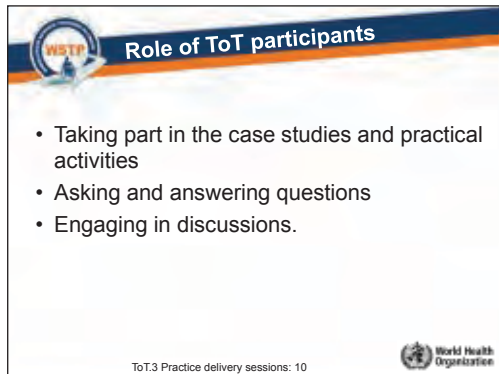 WSTP
Role of ToT participants
• Taking part in the case studies and practical
activities
• Asking and answering questions
• Engaging in discussions.
ToT.3 Practice delivery sessions: 10
World Health
Organization